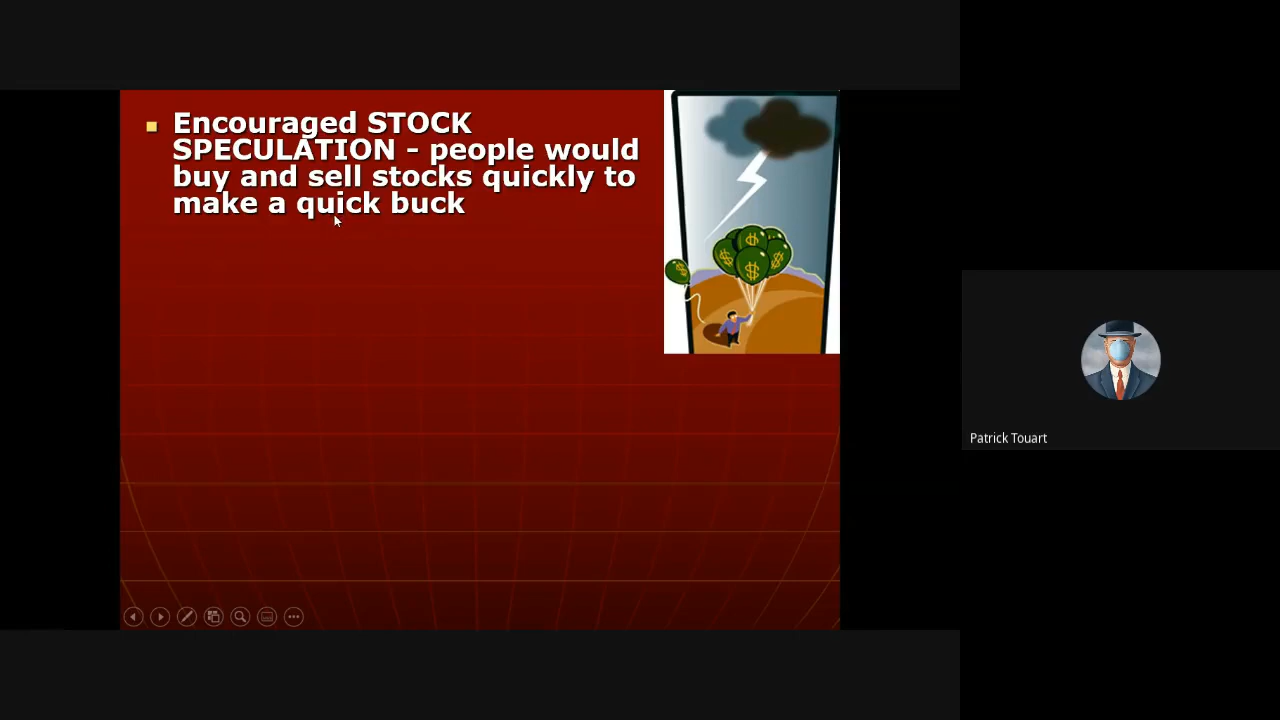 Encouraged STOCK
SPECULATION - people would
buy and sell stocks quickly to
make a quick buck
$ $ $ $ $
Patrick Touart